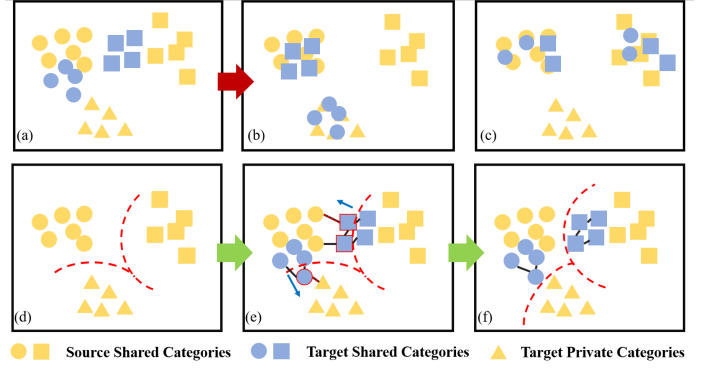 (a)
(b)
(c)
(d)
(e)
(f)
Source Shared Categories
Target Shared Categories
Target Private Categories